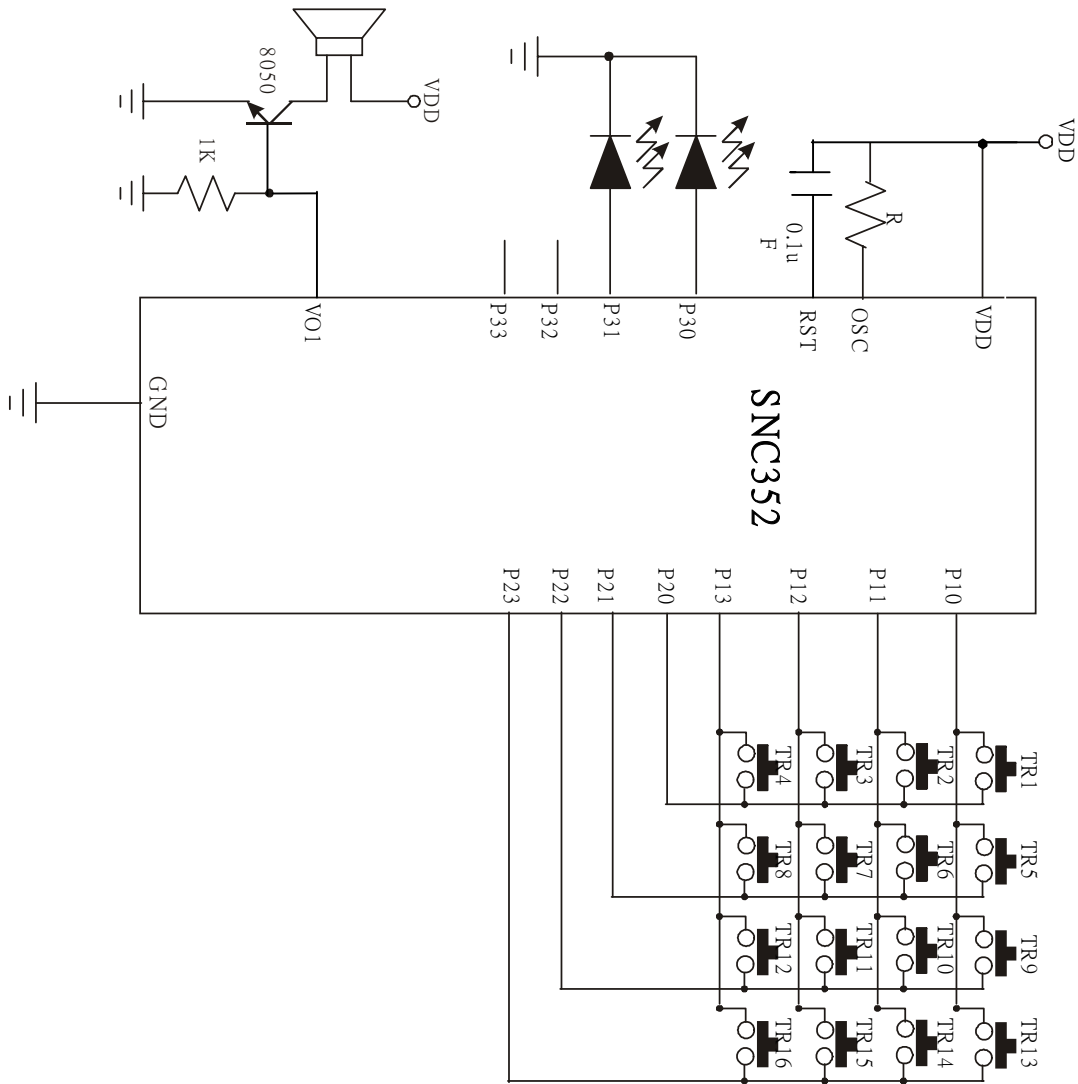 VDD
8050
1K
VDD
R
0.1u
F
VDD
OSC
RST
P30
P31
P32
P33
VO1
GND
SNC352
P10
P11
P12
P13
P20
P21
P22
P23
TR1
TR2
TR3
TR4
TR5
TR6
TR7
TR8
TR9
TR10
TR11
TR12
TR13
TR14
TR15
TR16